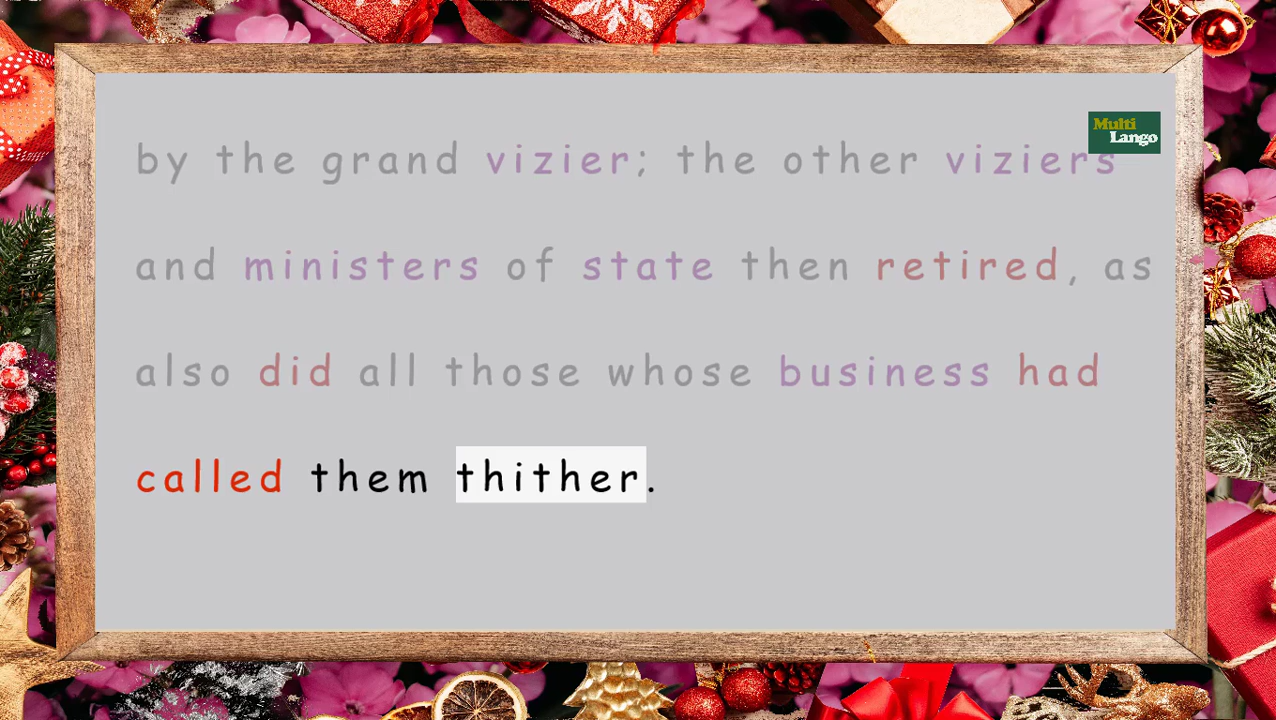 Multi
Lango
by the grand vizier; the other viziers
and ministers of state then retired, as
also did all those whose business had
called them thither.